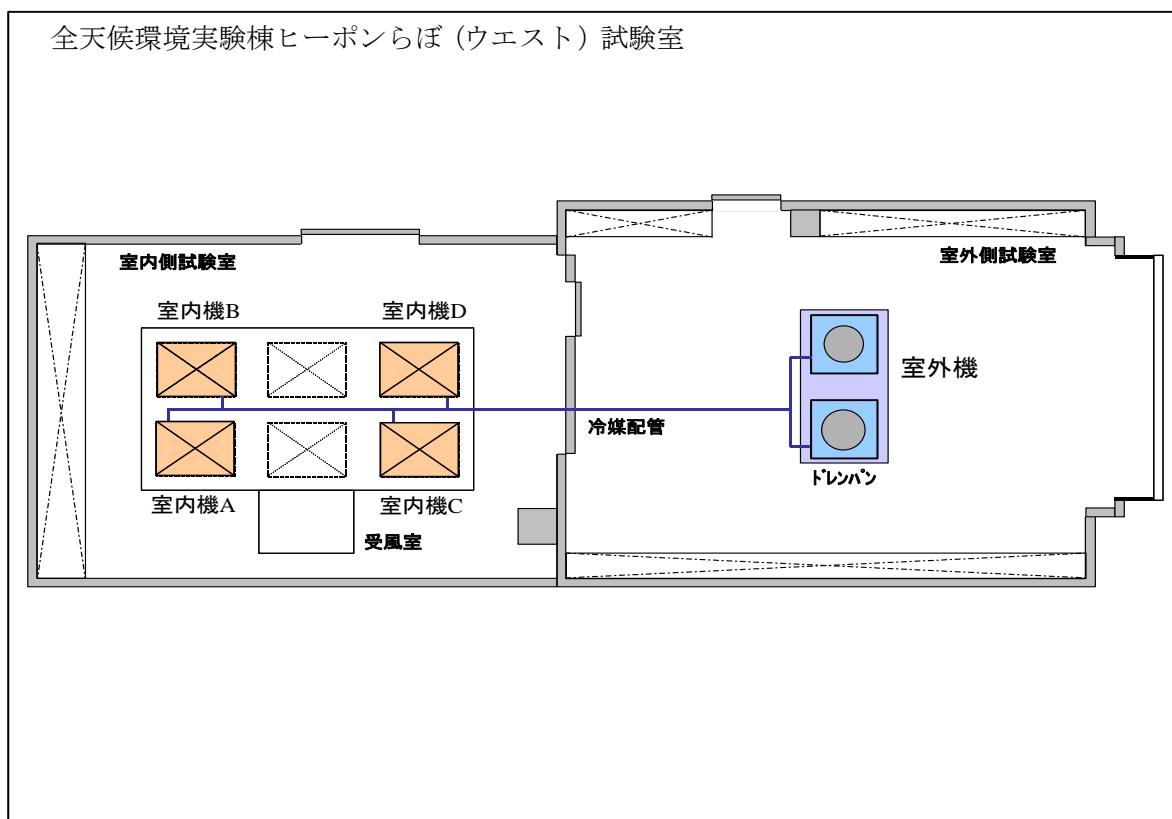 全天候環境実験棟ヒーポンらぼ（ウエスト）試験室
室内側試験室
室外側試験室
室内機B
室内機D
室外機
冷媒配管
ドレンパン
室内機A
室内機C
受風室